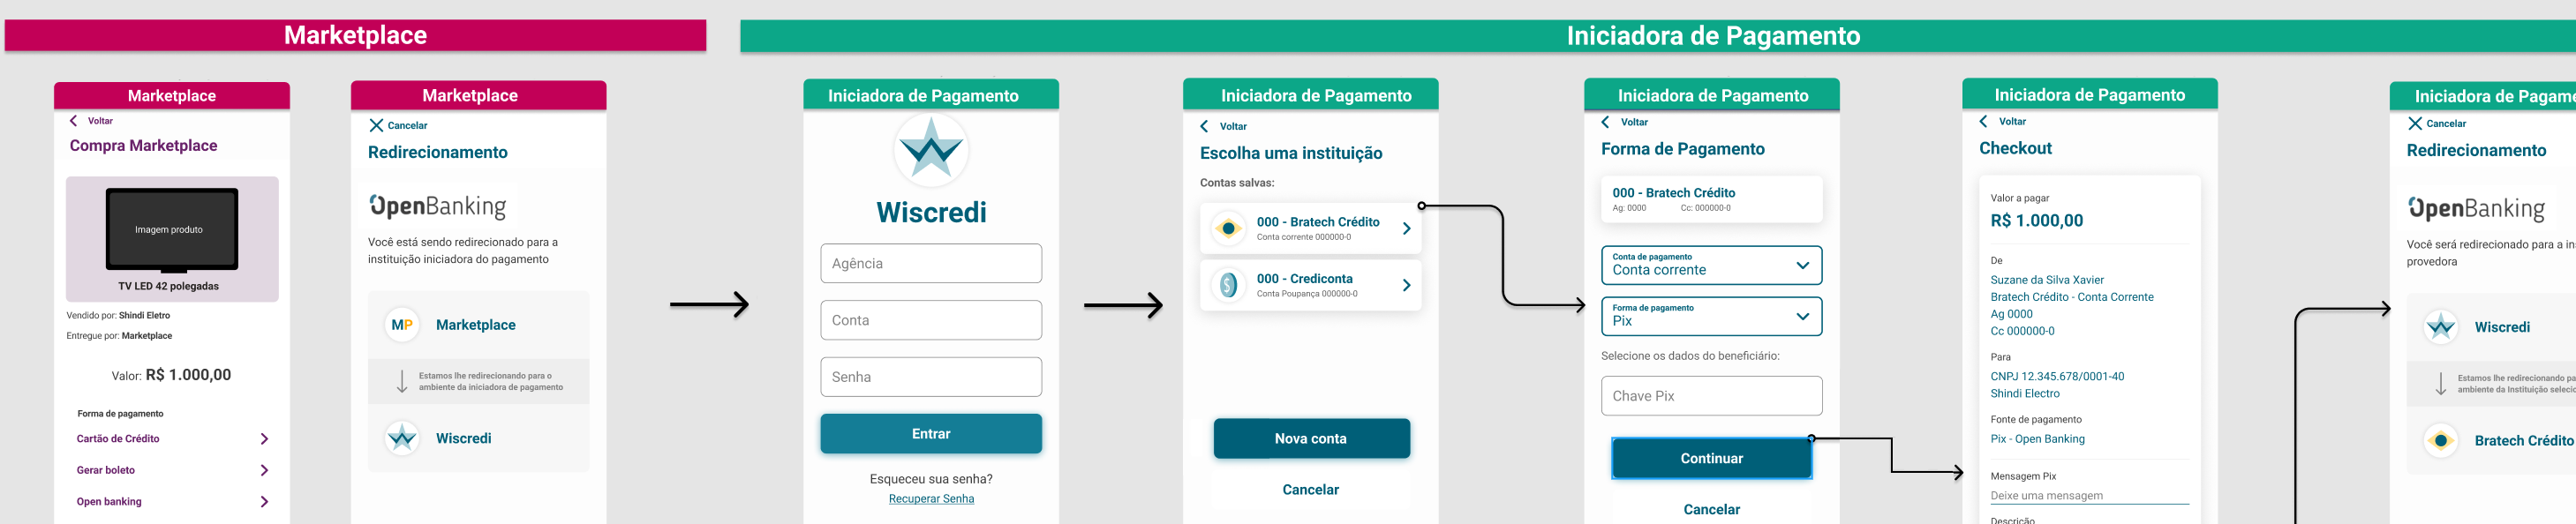 Marketplace
Iniciadora de Pagamento
Marketplace
Voltar
Compra Marketplace
Imagem produto
TV LED 42 polegadas
Vendido por: Shindi Eletro
Entregue por: Marketplace
Valor: R$ 1.000,00
Forma de pagamento
Cartão de Crédito
Gerar boleto
Open banking
Marketplace
Cancelar
Redirecionamento
OpenBanking
Você está sendo redirecionado para a
instituição iniciadora do pagamento
MP Marketplace
Estamos lhe redirecionando para o
ambiente da iniciadora de pagamento
Wiscredi
Iniciadora de Pagamento
Wiscredi
Agência
Conta
Senha
Entrar
Esqueceu sua senha?
Recuperar Senha
Iniciadora de Pagamento
Voltar
Escolha uma instituição
Contas salvas:
000 - Bratech Crédito
Conta corrente 000000-0
$ 000 - Crediconta
Conta Poupança 000000-0
Nova conta
Cancelar
Iniciadora de Pagamento
Voltar
Forma de Pagamento
000 - Bratech Crédito
Ag: 0000 Cc: 000000-0
Conta de pagamento
Conta corrente
Forma de pagamento
Pix
Selecione os dados do beneficiário:
Chave Pix
Continuar
Cancelar
Iniciadora de Pagamento
Voltar
Checkout
Valor a pagar
R$ 1.000,00
De
Suzane da Silva Xavier
Bratech Crédito - Conta Corrente
Ag 0000
Cc 000000-0
Para
CNPJ 12.345.678/0001-40
Shindi Electro
Fonte de pagamento
Pix - Open Banking
Mensagem Pix
Deixe uma mensagem
Descrição
Iniciadora de Pagame
Cancelar
Redirecionamento
OpenBanking
Você será redirecionado para a in
provedora
Wiscredi
Estamos lhe redirecionando pa
ambiente da Instituição selecio
Bratech Crédito